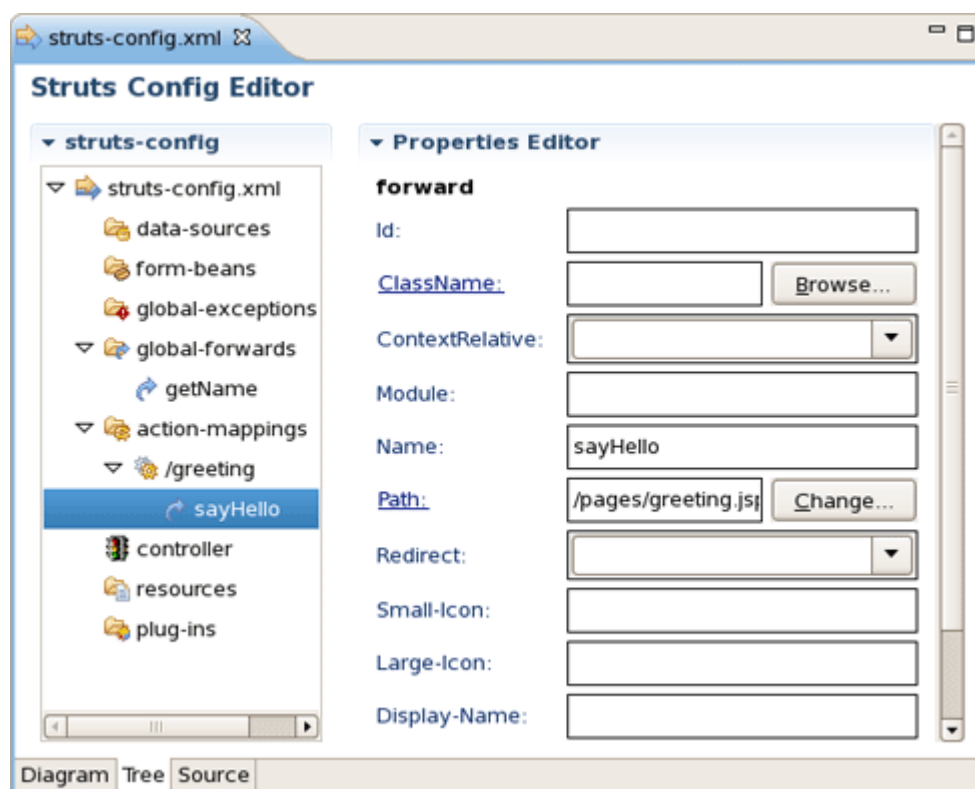 struts-config.xml
Struts Config Editor
struts-config
struts-config.xml
data-sources
form-beans
global-exceptions
global-forwards
getName
action-mappings
/greeting
sayHello
controller
resources
plug-ins
Properties Editor
forward
Id:
ClassName: Browse...
ContextRelative:
Module:
Name: sayHello
Path: /pages/greeting.jsp Change...
Redirect:
Small-Icon:
Large-Icon:
Display-Name:
Diagram Tree Source